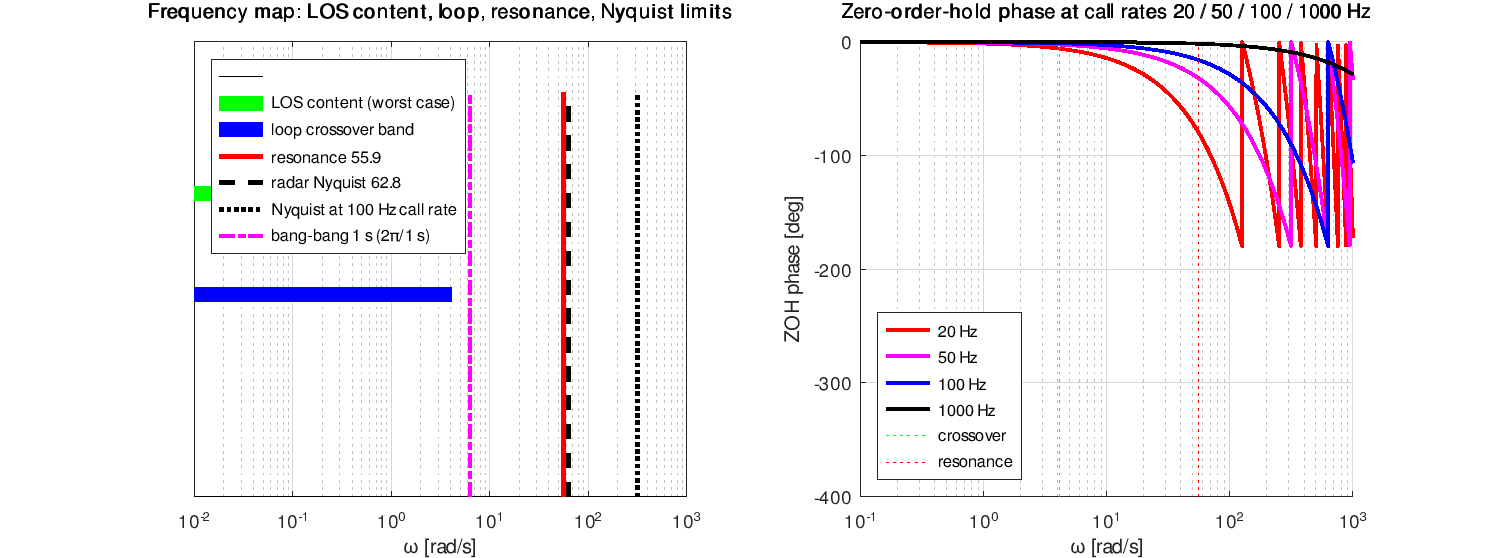 Frequency map: LOS content, loop, resonance, Nyquist limits
LOS content (worst case)
loop crossover band
resonance 55.9
radar Nyquist 62.8
Nyquist at 100 Hz call rate
bang-bang 1 s (2π/1 s)
10-2
10-1
100
101
102
103
ω [rad/s]
Zero-order-hold phase at call rates 20 / 50 / 100 / 1000 Hz
ZOH phase [deg]
0
-100
-200
-300
-400
20 Hz
50 Hz
100 Hz
1000 Hz
crossover
resonance
10-1
100
101
102
103
ω [rad/s]